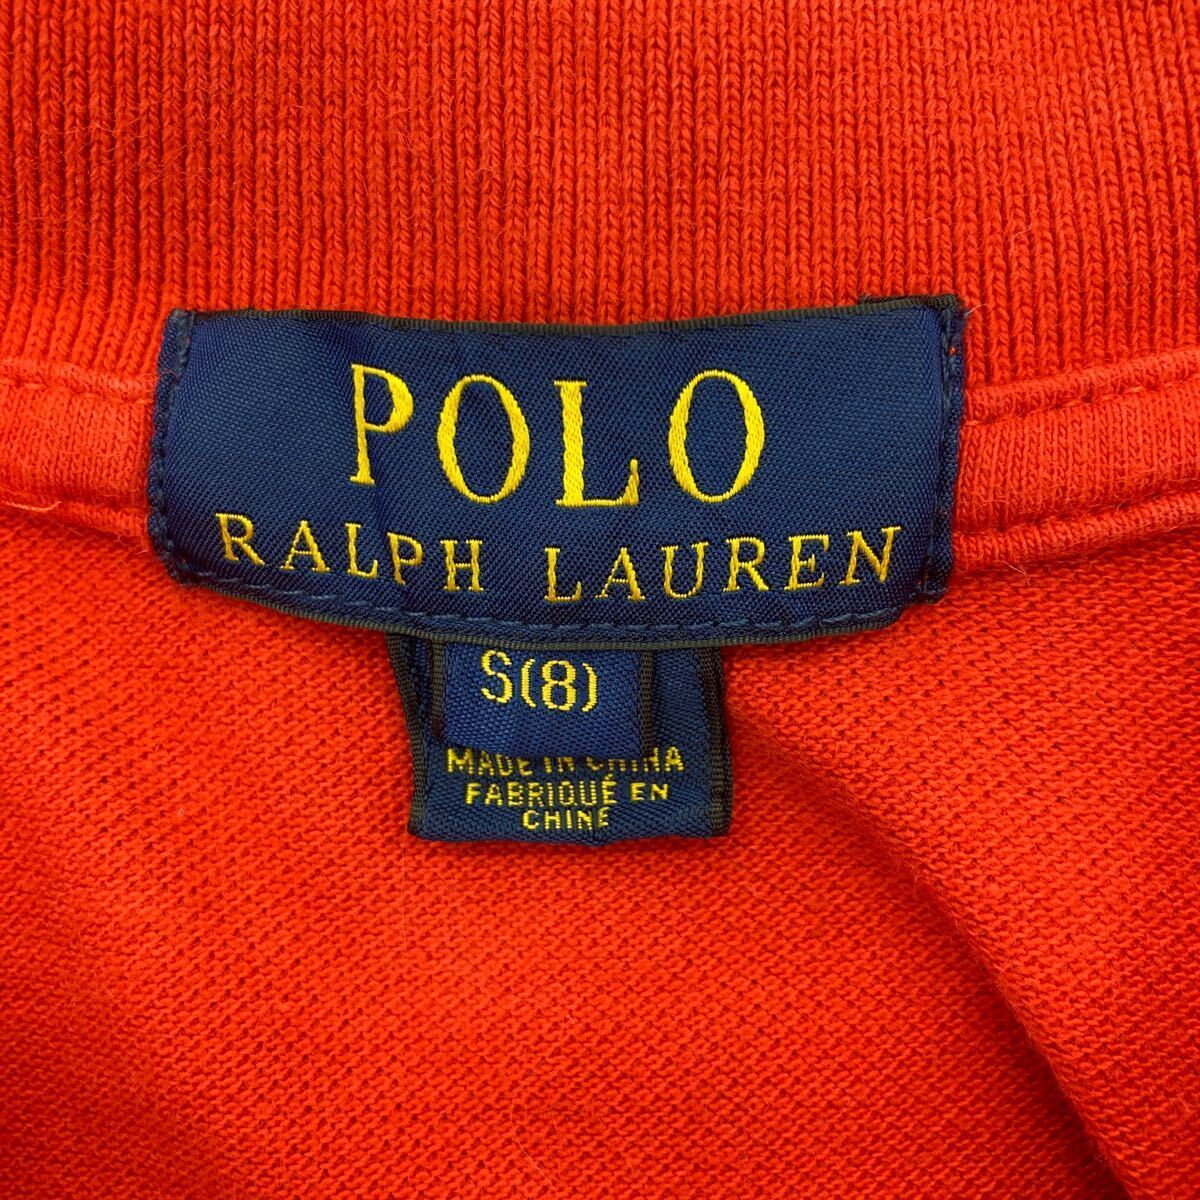 POLO
RALPH LAUREN
S(8)
MADE IN CHINA
FABRIQUÉ EN
CHINE